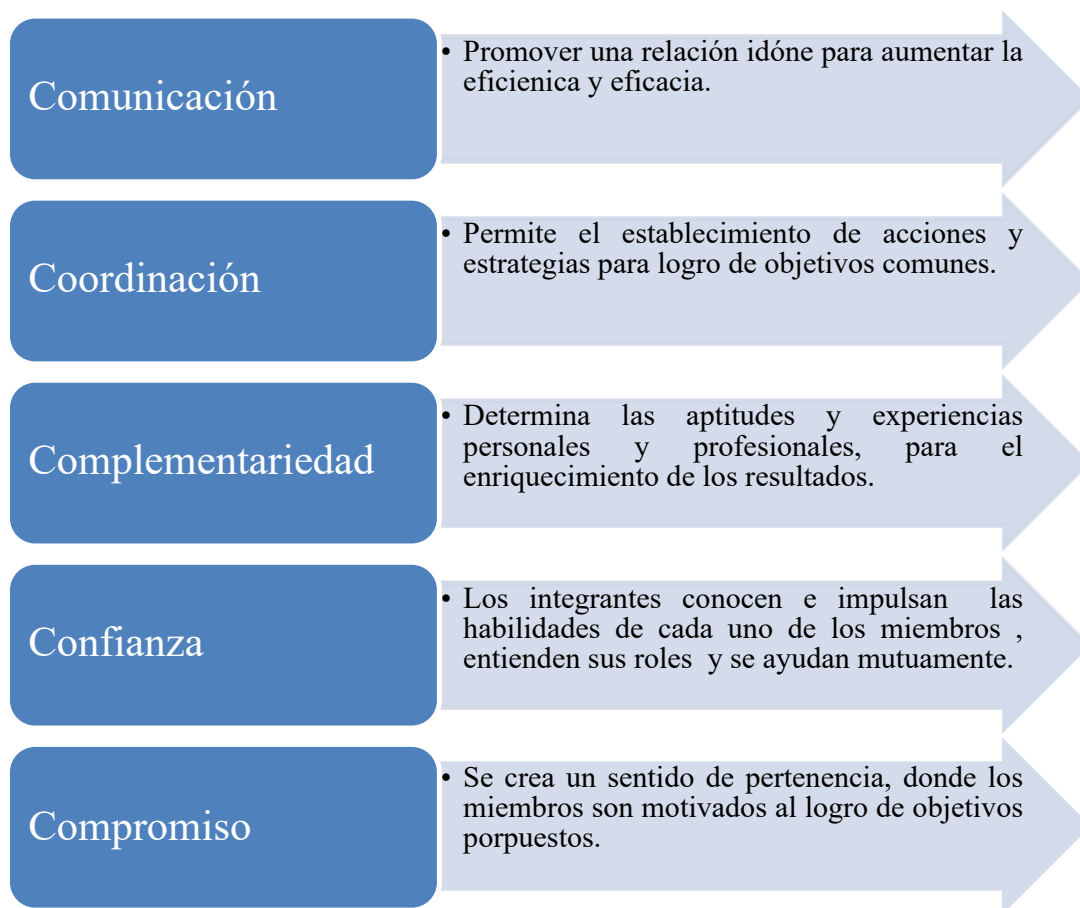 Comunicación
• Promover una relación idóne para aumentar la
eficienica y eficacia.
Coordinación
• Permite el establecimiento de acciones y
estrategias para logro de objetivos comunes.
Complementariedad
• Determina las aptitudes y experiencias
personales y profesionales, para el
enriquecimiento de los resultados.
Confianza
• Los integrantes conocen e impulsan las
habilidades de cada uno de los miembros ,
entienden sus roles y se ayudan mutuamente.
Compromiso
• Se crea un sentido de pertenencia, donde los
miembros son motivados al logro de objetivos
porpuestos.